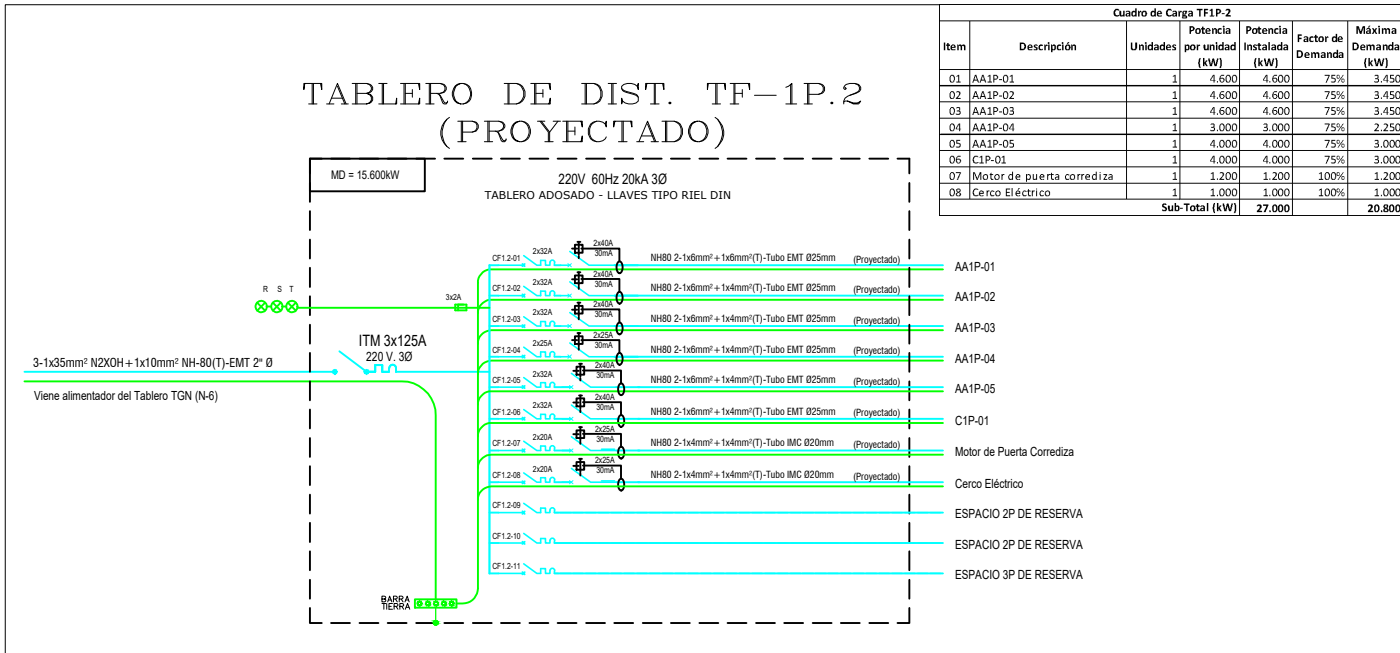 Cuadro de Carga TF1P-2
Item Descripción Unidades Potencia por unidad (kW) Potencia Instalada (kW) Factor de Demanda Máxima Demanda (kW)
01 AA1P-01 1 4.600 4.600 75% 3.450
02 AA1P-02 1 4.600 4.600 75% 3.450
03 AA1P-03 1 4.600 4.600 75% 3.450
04 AA1P-04 1 3.000 3.000 75% 2.250
05 AA1P-05 1 4.000 4.000 75% 3.000
06 C1P-01 1 4.000 4.000 75% 3.000
07 Motor de puerta corrediza 1 1.200 1.200 100% 1.200
08 Cerco Eléctrico 1 1.000 1.000 100% 1.000
Sub-Total (kW) 27.000 20.800
TABLERO DE DIST. TF-1P.2
(PROYECTADO)
MD = 15.600kW
220V 60Hz 20kA 3Ø
TABLERO ADOSADO - LLAVES TIPO RIEL DIN
CF1.2-01 2x32A 2x40A 30mA NH80 2-1x6mm²+1x6mm²(T)-Tubo EMT Ø25mm (Proyectado) AA1P-01
CF1.2-02 2x32A 2x40A 30mA NH80 2-1x6mm²+1x4mm²(T)-Tubo EMT Ø25mm (Proyectado) AA1P-02
R S T
3x2A
CF1.2-03 2x32A 2x40A 30mA NH80 2-1x6mm²+1x4mm²(T)-Tubo EMT Ø25mm (Proyectado) AA1P-03
CF1.2-04 2x25A 2x25A 30mA NH80 2-1x6mm²+1x4mm²(T)-Tubo EMT Ø25mm (Proyectado) AA1P-04
ITM 3x125A
220 V. 3Ø
3-1x35mm² N2XOH+1x10mm² NH-80(T)-EMT 2" Ø
Viene alimentador del Tablero TGN (N-6)
CF1.2-05 2x32A 2x40A 30mA NH80 2-1x6mm²+1x4mm²(T)-Tubo EMT Ø25mm (Proyectado) AA1P-05
CF1.2-06 2x32A 2x40A 30mA NH80 2-1x6mm²+1x4mm²(T)-Tubo EMT Ø25mm (Proyectado) C1P-01
CF1.2-07 2x20A 2x25A 30mA NH80 2-1x4mm²+1x4mm²(T)-Tubo IMC Ø20mm (Proyectado) Motor de Puerta Corrediza
CF1.2-08 2x20A 2x25A 30mA NH80 2-1x4mm²+1x4mm²(T)-Tubo IMC Ø20mm (Proyectado) Cerco Eléctrico
CF1.2-09 ESPACIO 2P DE RESERVA
CF1.2-10 ESPACIO 2P DE RESERVA
CF1.2-11 ESPACIO 3P DE RESERVA
BARRA
TIERRA